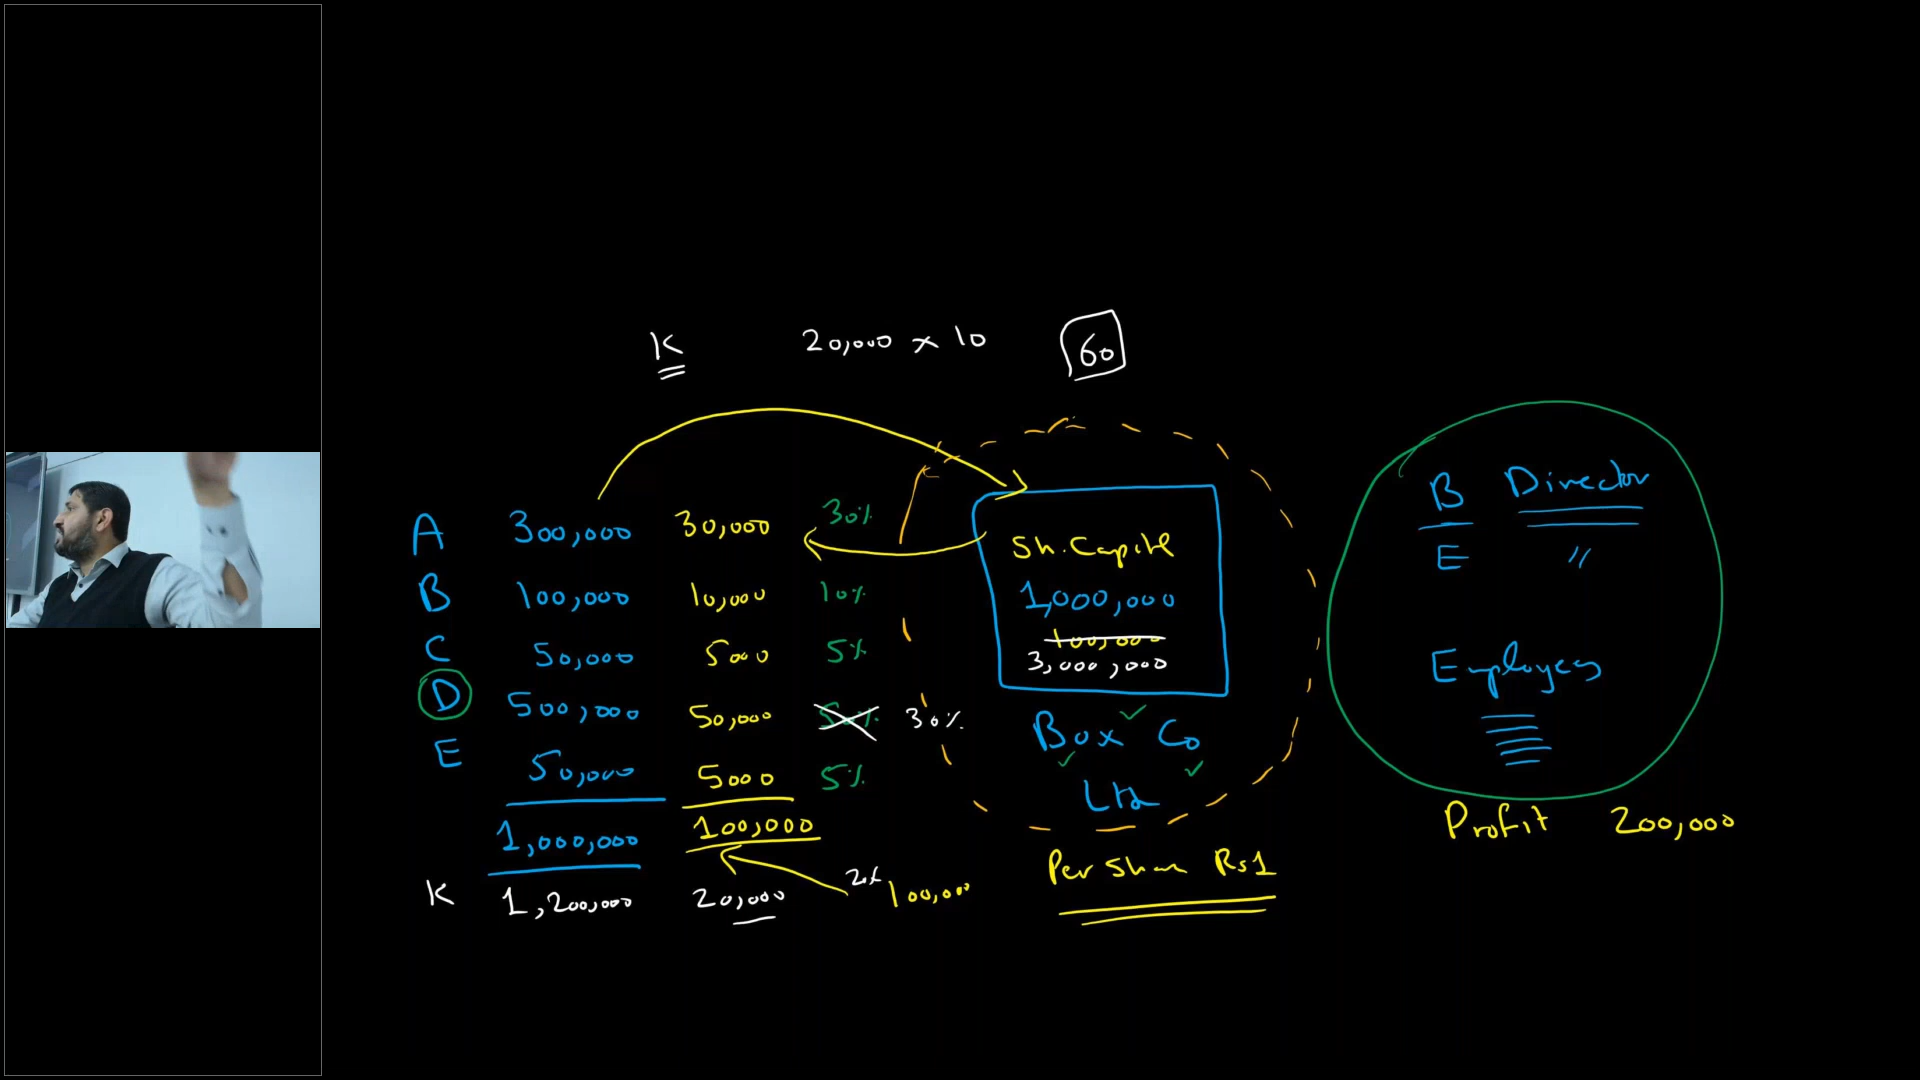 K 20,000 x 10 60
A 300,000 30,000 30%
B 100,000 10,000 10%
C 50,000 5000 5%
D 500,000 50,000 50% 30%
E 50,000 5000 5%
1,000,000 100,000
K 1,200,000 20,000 20% 100,000
Sh. Capital
1,000,000
100,000
3,000,000
Box Co
Ltd
Per Share Rs1
B Director
E "
Employees
Profit 200,000